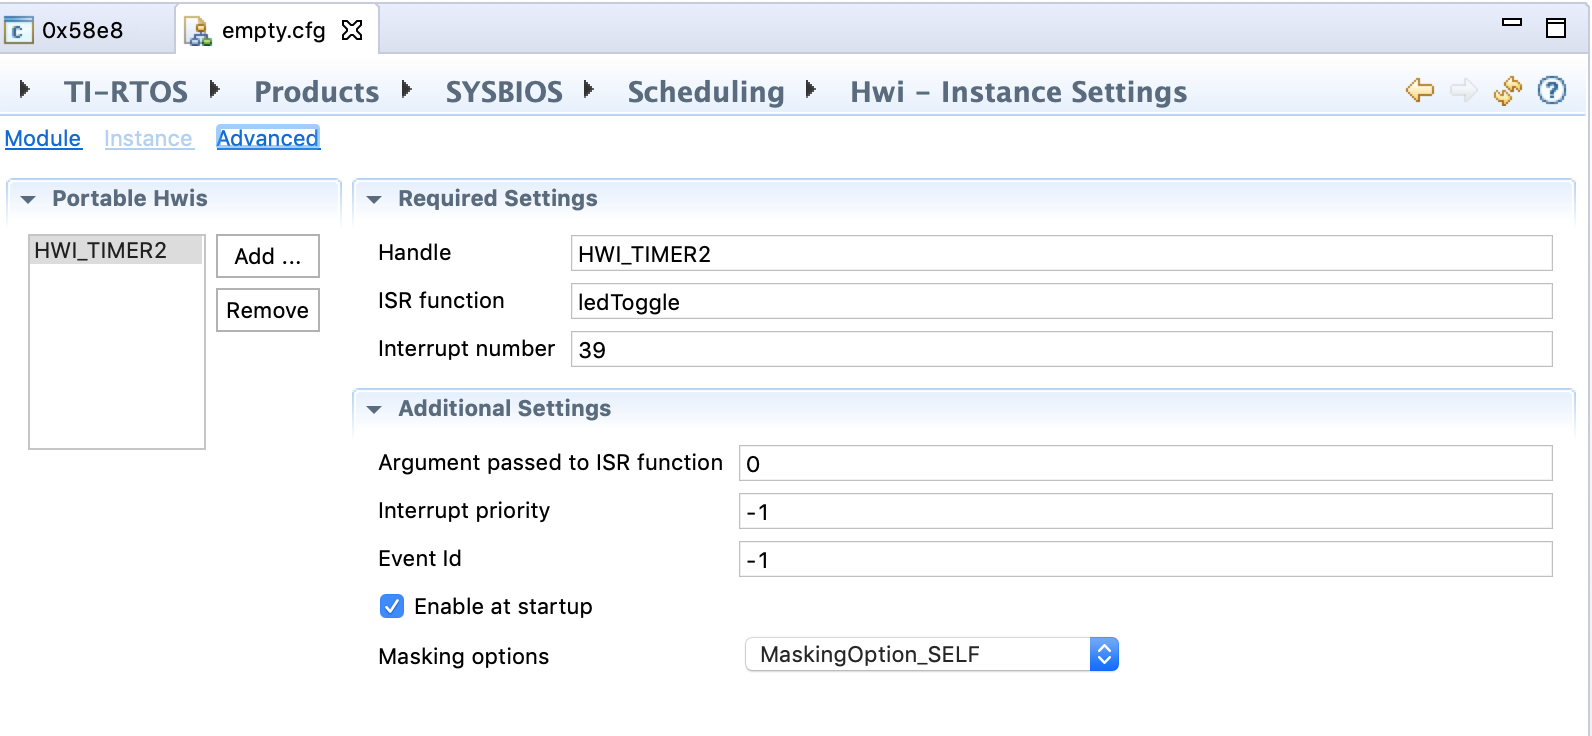 0x58e8 empty.cfg
TI-RTOS Products SYSBIOS Scheduling Hwi - Instance Settings
Module Instance Advanced
Portable Hwis
HWI_TIMER2
Add ...
Remove
Required Settings
Handle HWI_TIMER2
ISR function ledToggle
Interrupt number 39
Additional Settings
Argument passed to ISR function 0
Interrupt priority -1
Event Id -1
Enable at startup
Masking options MaskingOption_SELF